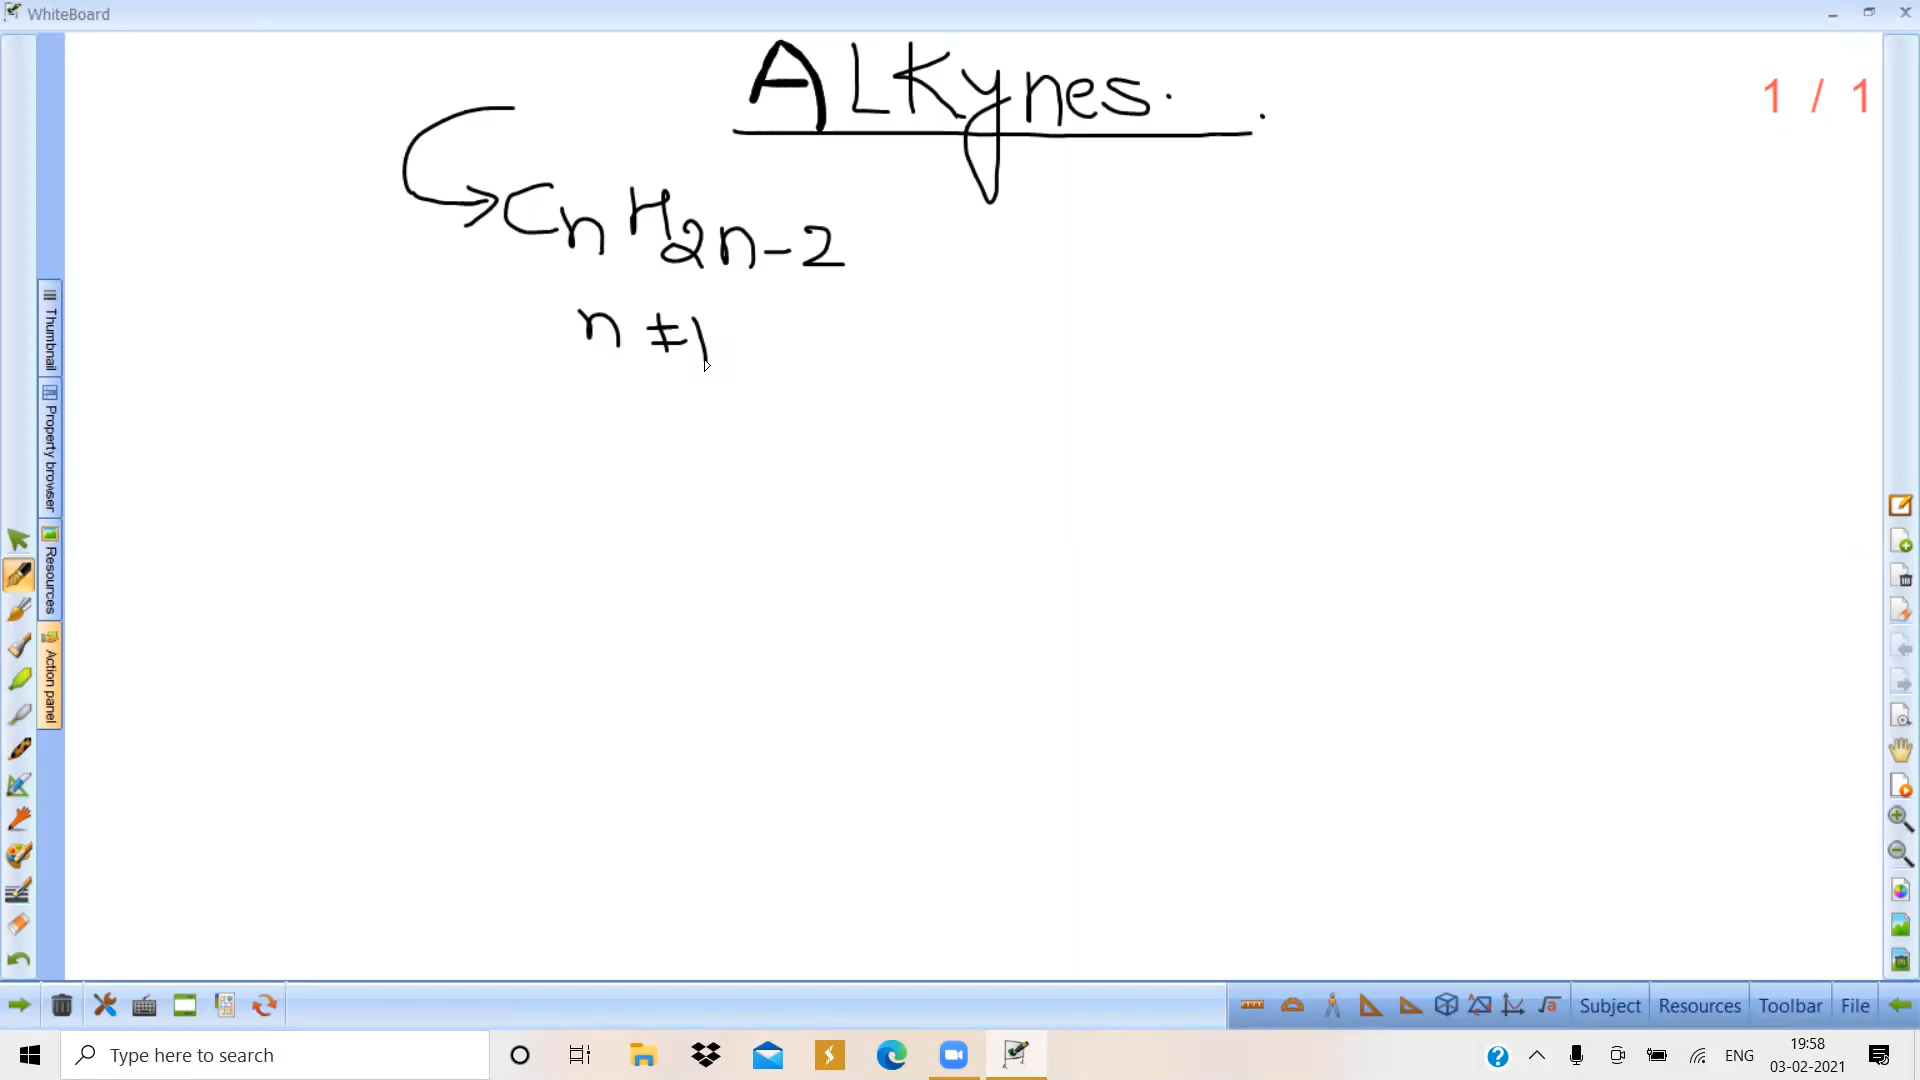 WhiteBoard
ALKynes.
1 / 1
CnH2n-2
n ≠ 1
Thumbnail
Property browser
Resources
Action panel
Subject Resources Toolbar File
Type here to search
ENG
19:58
03-02-2021